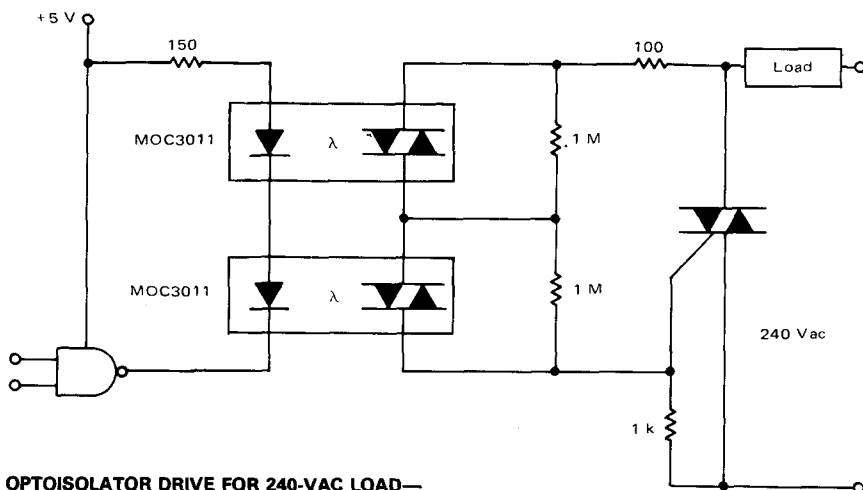 +5 V
150
100
Load
MOC3011
λ
1 M
MOC3011
λ
1 M
240 Vac
1 k
OPTOISOLATOR DRIVE FOR 240-VAC LOAD—